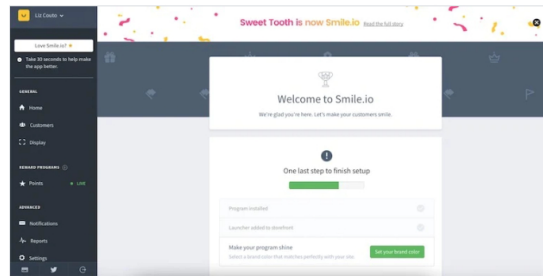 Liz Couto
Love Smile.io?
Take 30 seconds to help make
the app better.
GENERAL
Home
Customers
Display
REWARD PROGRAMS
Points
LIVE
ADVANCED
Notifications
Reports
Settings
Sweet Tooth is now Smile.io Read the full story
Welcome to Smile.io
We're glad you're here. Let's make your customers smile.
One last step to finish setup
Program installed
Launcher added to storefront
Make your program shine
Select a brand color that matches perfectly with your site
Set your brand color